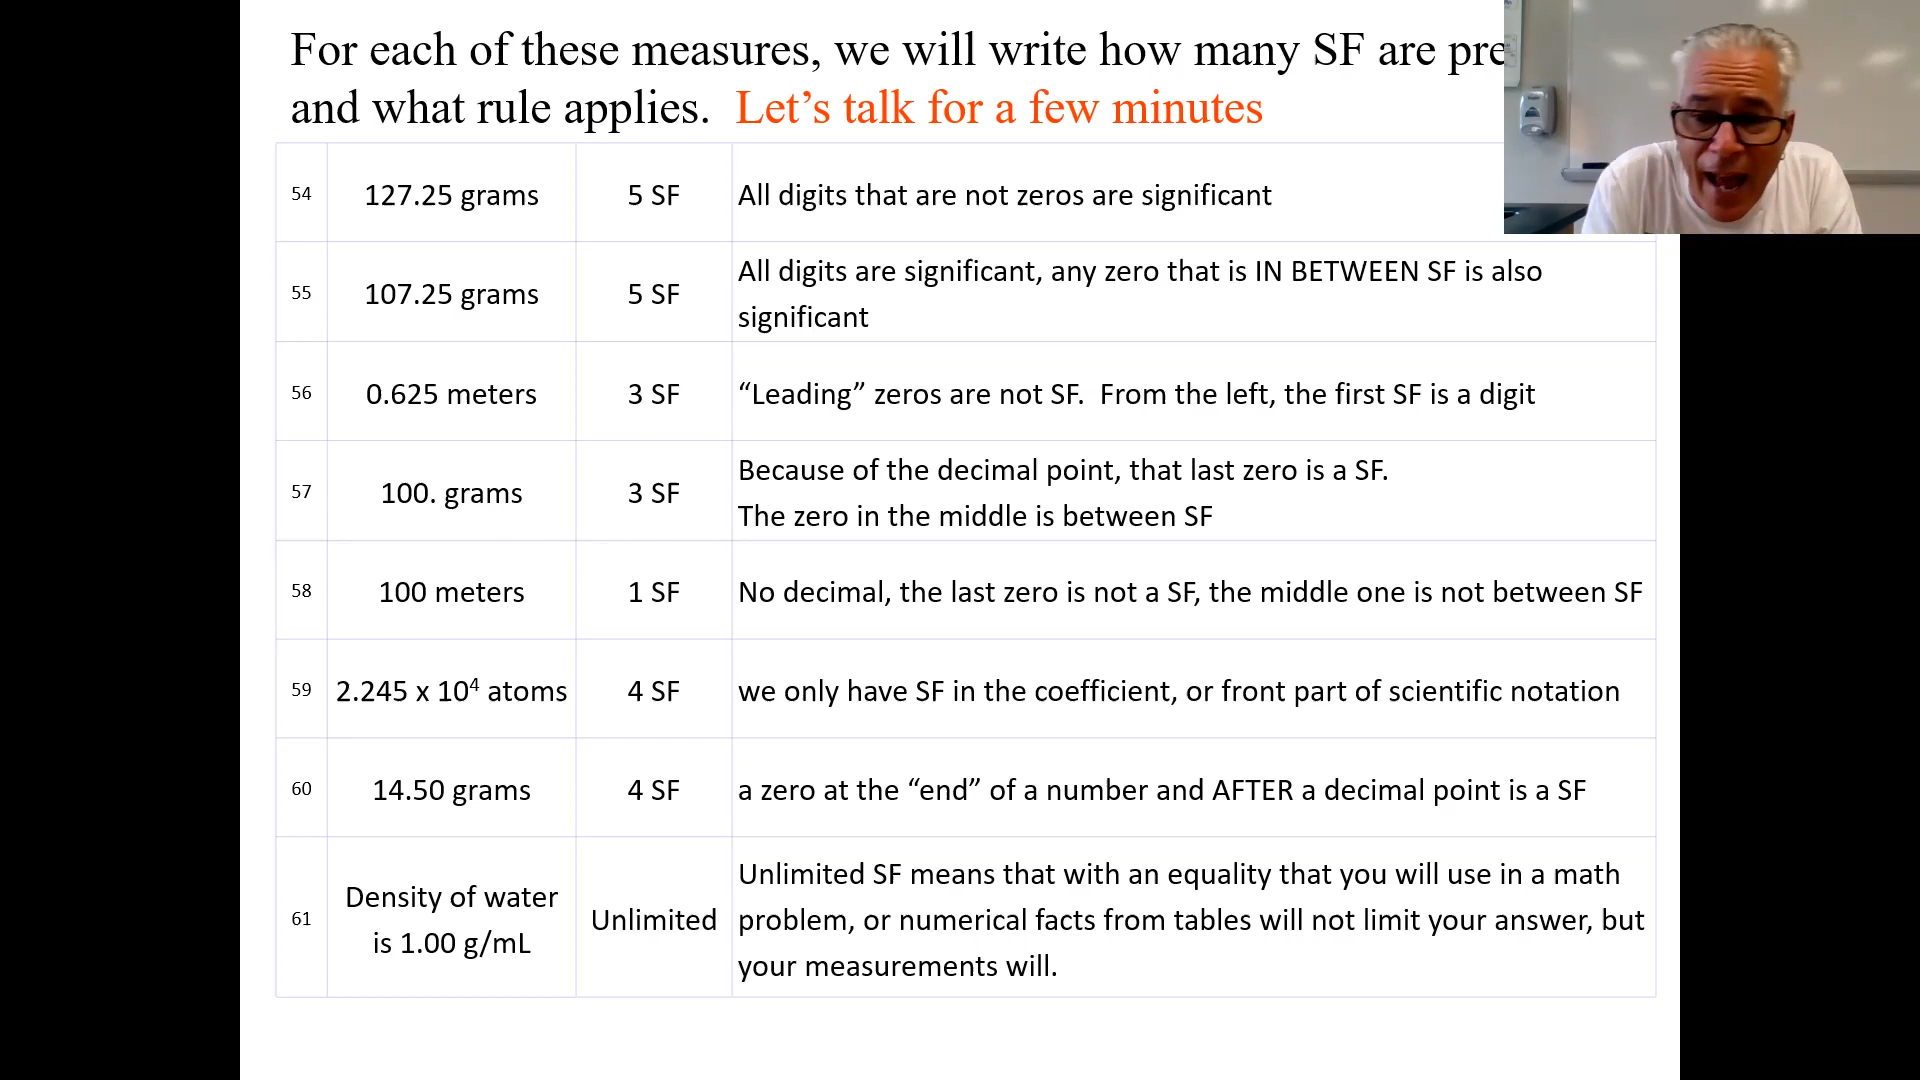 For each of these measures, we will write how many SF are pre
and what rule applies. Let’s talk for a few minutes
54 127.25 grams 5 SF All digits that are not zeros are significant
55 107.25 grams 5 SF All digits are significant, any zero that is IN BETWEEN SF is also
significant
56 0.625 meters 3 SF “Leading” zeros are not SF. From the left, the first SF is a digit
57 100. grams 3 SF Because of the decimal point, that last zero is a SF.
The zero in the middle is between SF
58 100 meters 1 SF No decimal, the last zero is not a SF, the middle one is not between SF
59 2.245 x 10⁴ atoms 4 SF we only have SF in the coefficient, or front part of scientific notation
60 14.50 grams 4 SF a zero at the “end” of a number and AFTER a decimal point is a SF
61 Density of water
is 1.00 g/mL Unlimited Unlimited SF means that with an equality that you will use in a math
problem, or numerical facts from tables will not limit your answer, but
your measurements will.